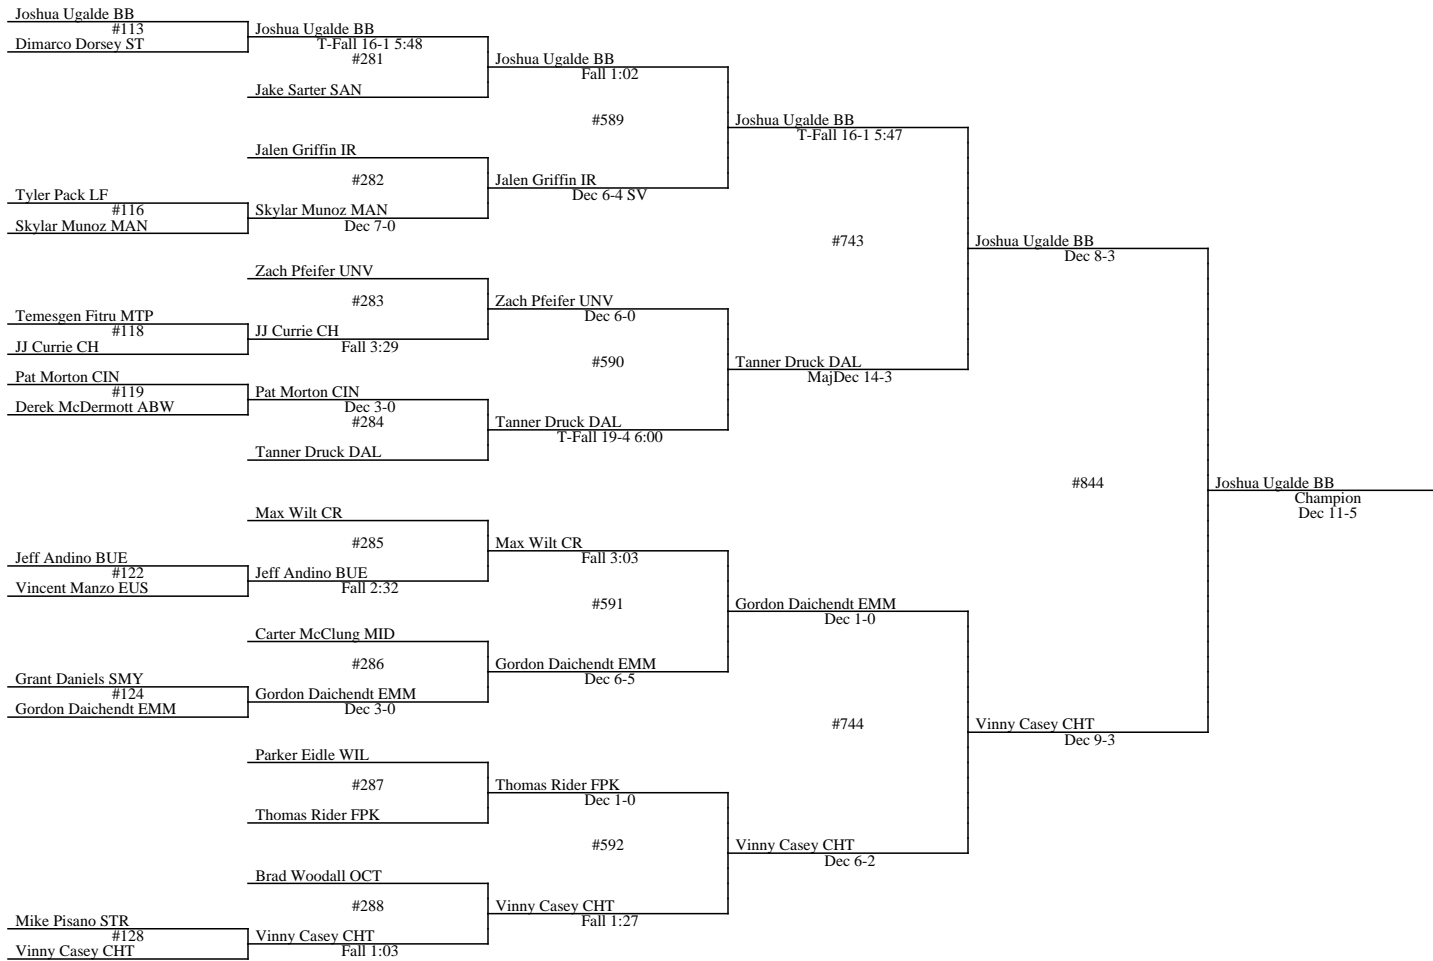 Joshua Ugalde BB
#113
Dimarco Dorsey ST
Joshua Ugalde BB
T-Fall 16-1 5:48
#281
Jake Sarter SAN
Joshua Ugalde BB
Fall 1:02
#589
Jalen Griffin IR
#282
Tyler Pack LF
#116
Skylar Munoz MAN
Skylar Munoz MAN
Dec 7-0
Jalen Griffin IR
Dec 6-4 SV
Joshua Ugalde BB
T-Fall 16-1 5:47
#743
Zach Pfeifer UNV
#283
Temesgen Fitru MTP
#118
JJ Currie CH
JJ Currie CH
Fall 3:29
Zach Pfeifer UNV
Dec 6-0
#590
Pat Morton CIN
#119
Derek McDermott ABW
Pat Morton CIN
Dec 3-0
#284
Tanner Druck DAL
Tanner Druck DAL
T-Fall 19-4 6:00
Tanner Druck DAL
MajDec 14-3
Joshua Ugalde BB
Dec 8-3
#844
Joshua Ugalde BB
Champion
Dec 11-5
Max Wilt CR
#285
Jeff Andino BUE
#122
Vincent Manzo EUS
Jeff Andino BUE
Fall 2:32
Max Wilt CR
Fall 3:03
#591
Carter McClung MID
#286
Grant Daniels SMY
#124
Gordon Daichendt EMM
Gordon Daichendt EMM
Dec 3-0
Gordon Daichendt EMM
Dec 6-5
Gordon Daichendt EMM
Dec 1-0
#744
Vinny Casey CHT
Dec 9-3
Parker Eidle WIL
#287
Thomas Rider FPK
Thomas Rider FPK
Dec 1-0
#592
Vinny Casey CHT
Dec 6-2
Brad Woodall OCT
#288
Mike Pisano STR
#128
Vinny Casey CHT
Vinny Casey CHT
Fall 1:03
Vinny Casey CHT
Fall 1:27